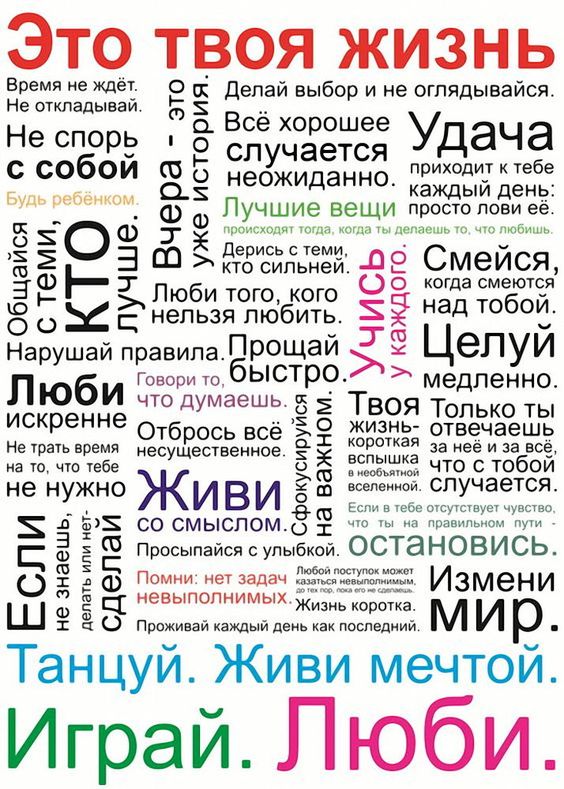 Это твоя жизнь
Время не ждёт.
Не откладывай.
Не спорь
с собой
Будь ребёнком.
Вчера - это
уже история.
Делай выбор и не оглядывайся.
Всё хорошее
случается
неожиданно.
Удача
приходит к тебе
каждый день:
просто лови её.
Лучшие вещи
происходят тогда, когда ты делаешь то, что любишь.
Общайся
с теми,
кто
лучше.
Дерись с теми,
кто сильней.
Люби того, кого
нельзя любить.
Учись
у каждого.
Смейся,
когда смеются
над тобой.
Нарушай правила.
Прощай
быстро.
Целуй
медленно.
Люби
искренне
Говори то,
что думаешь.
Не трать время
на то, что тебе
не нужно
Отбрось всё
несущественное.
Живи
со смыслом.
Сфокусируйся
на важном.
Твоя
жизнь-
короткая
вспышка
в необъятной
вселенной.
Только ты
отвечаешь
за неё и за всё,
что с тобой
случается.
Если в тебе отсутствует чувство,
что ты на правильном пути -
остановись.
Если
не знаешь,
делать или нет-
сделай
Просыпайся с улыбкой.
Помни: нет задач
невыполнимых.
Любой поступок может
казаться невыполнимым,
до тех пор, пока его не сделаешь.
Жизнь коротка.
Проживай каждый день как последний.
Измени
мир.
Танцуй. Живи мечтой.
Играй. Люби.